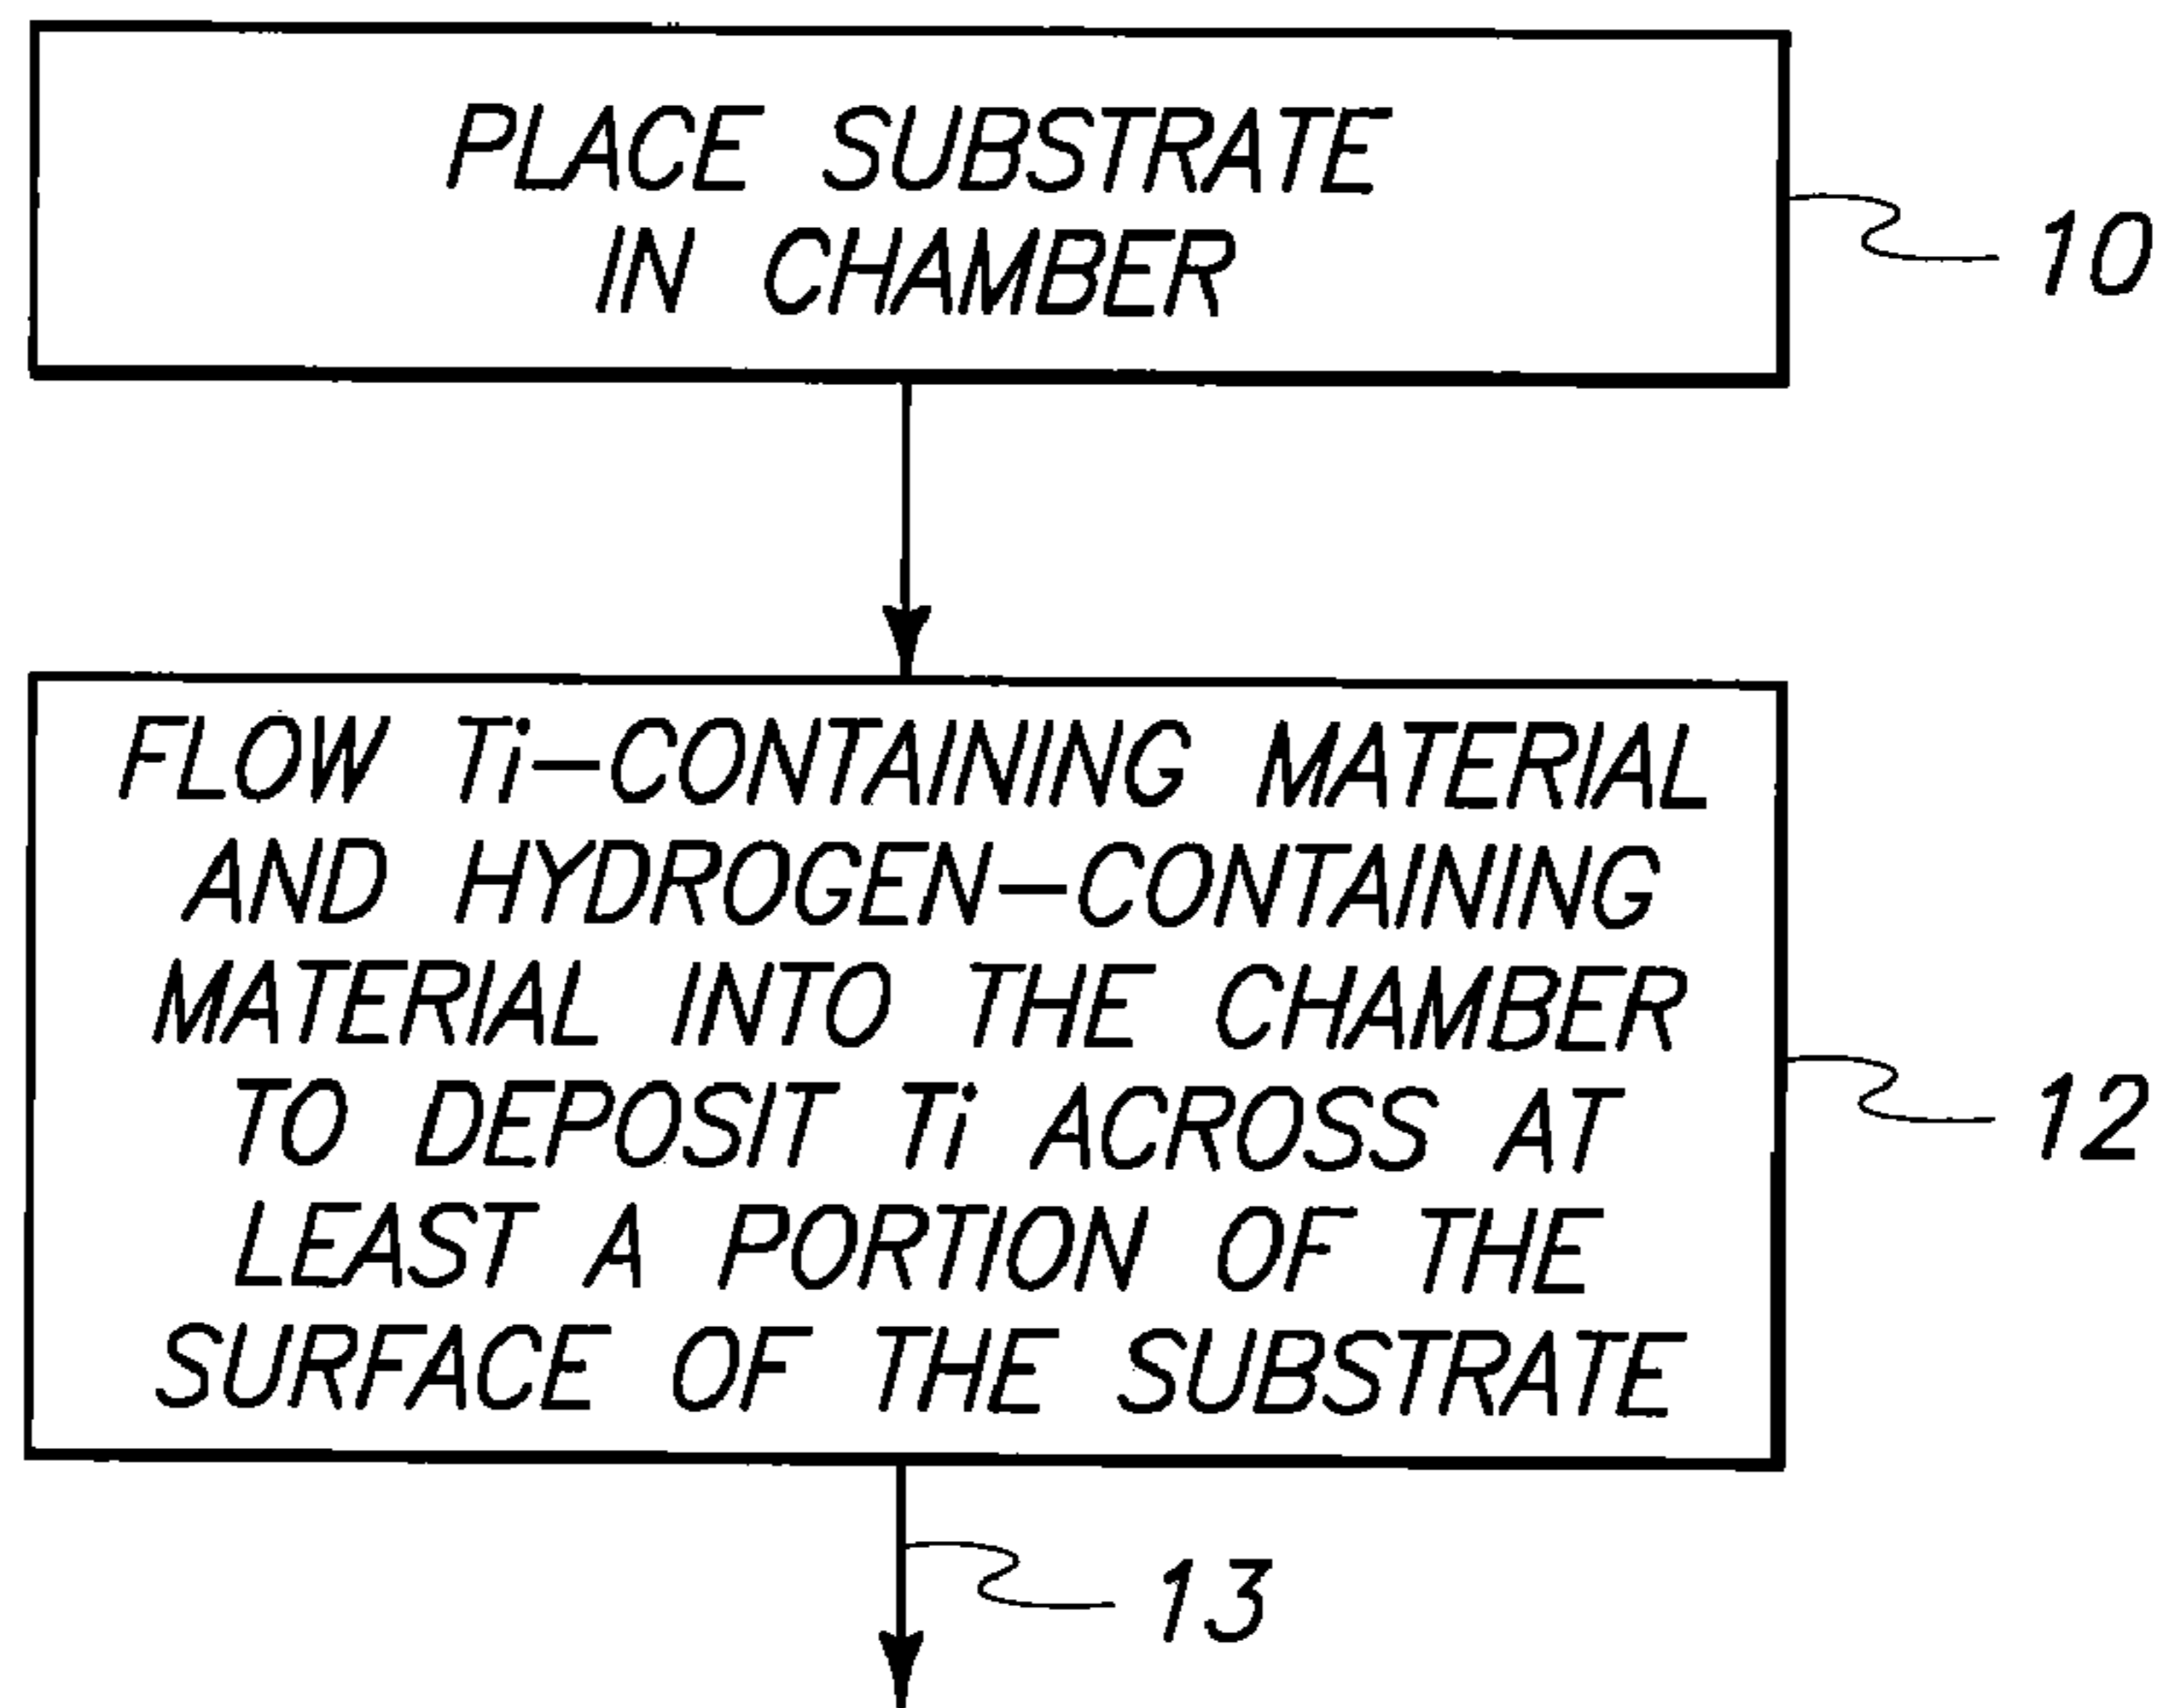 PLACE SUBSTRATE
IN CHAMBER
10
FLOW Ti-CONTAINING MATERIAL
AND HYDROGEN-CONTAINING
MATERIAL INTO THE CHAMBER
TO DEPOSIT Ti ACROSS AT
LEAST A PORTION OF THE
SURFACE OF THE SUBSTRATE
12
13